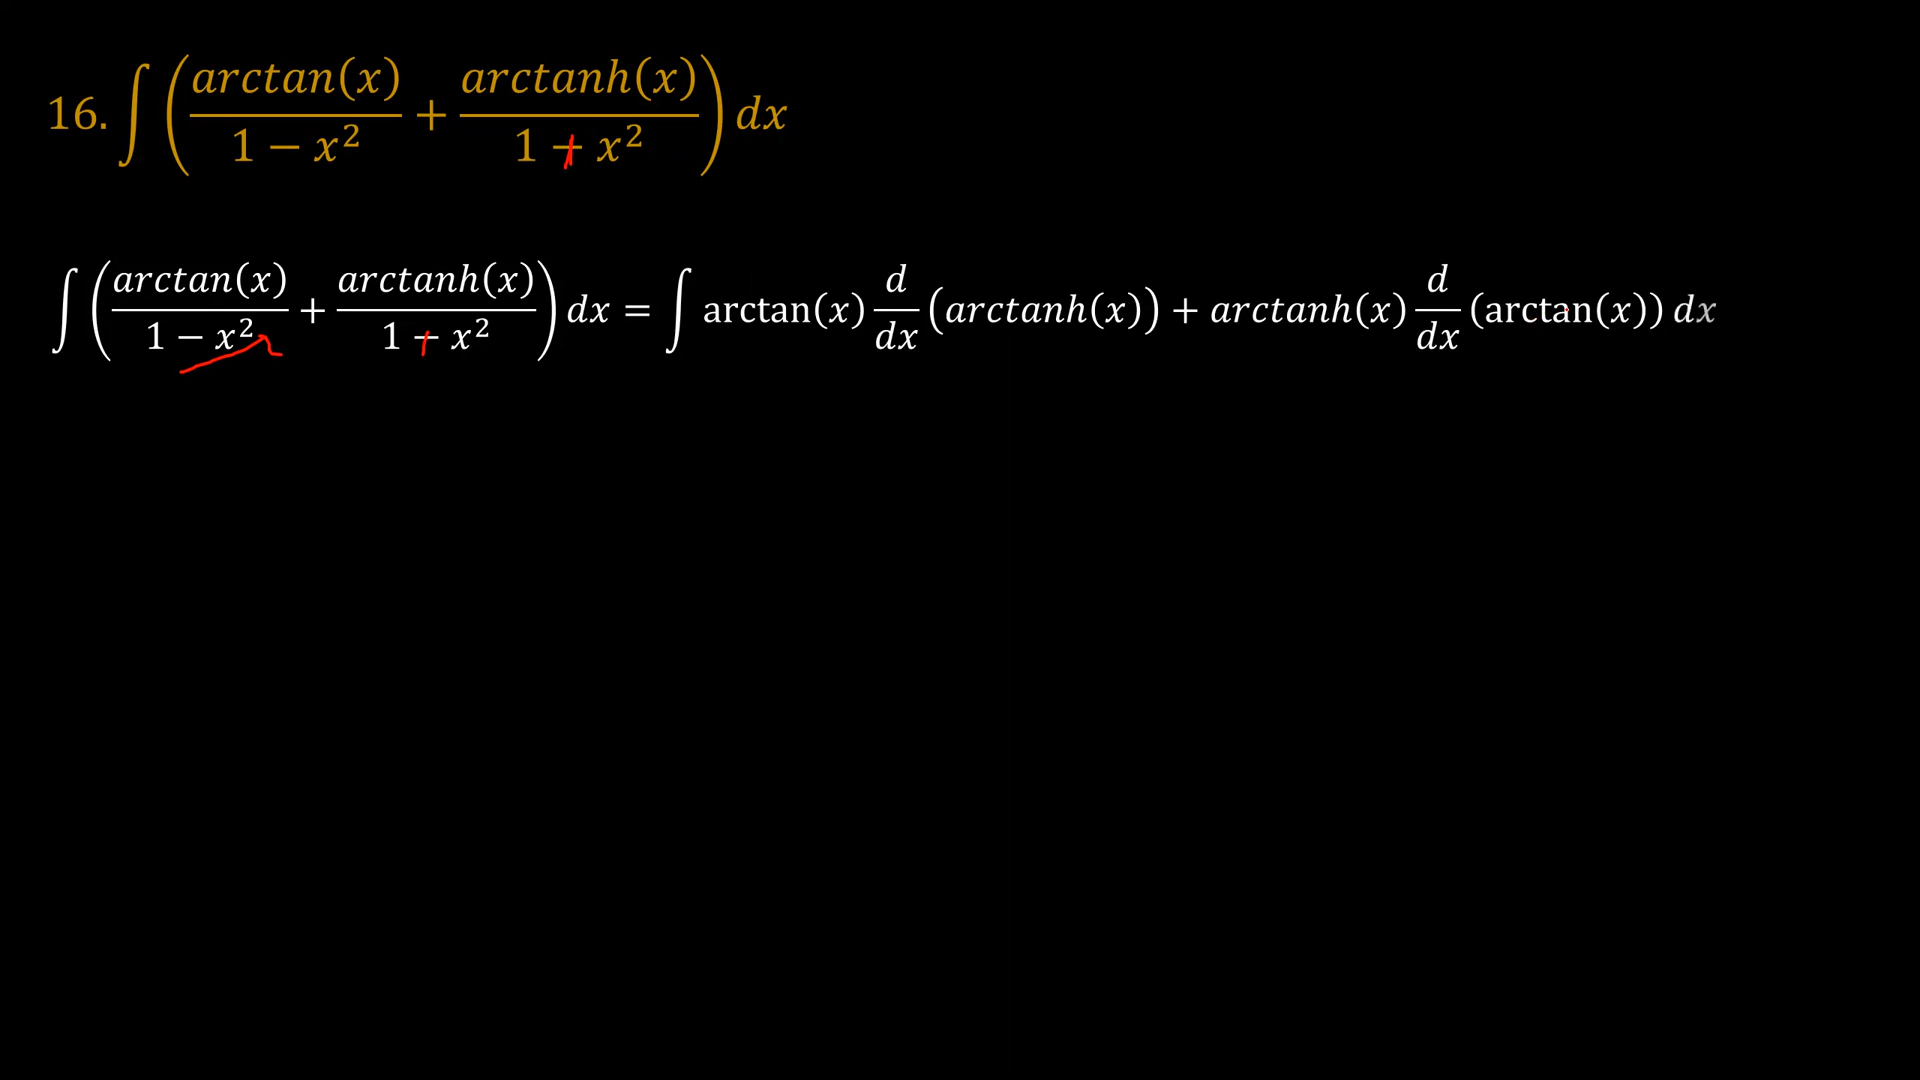 16. ∫ ( arctan(x) / 1 − x² + arctanh(x) / 1 + x² ) dx
∫ ( arctan(x) / 1 − x² + arctanh(x) / 1 + x² ) dx = ∫ arctan(x) d/dx (arctanh(x)) + arctanh(x) d/dx (arctan(x)) dx